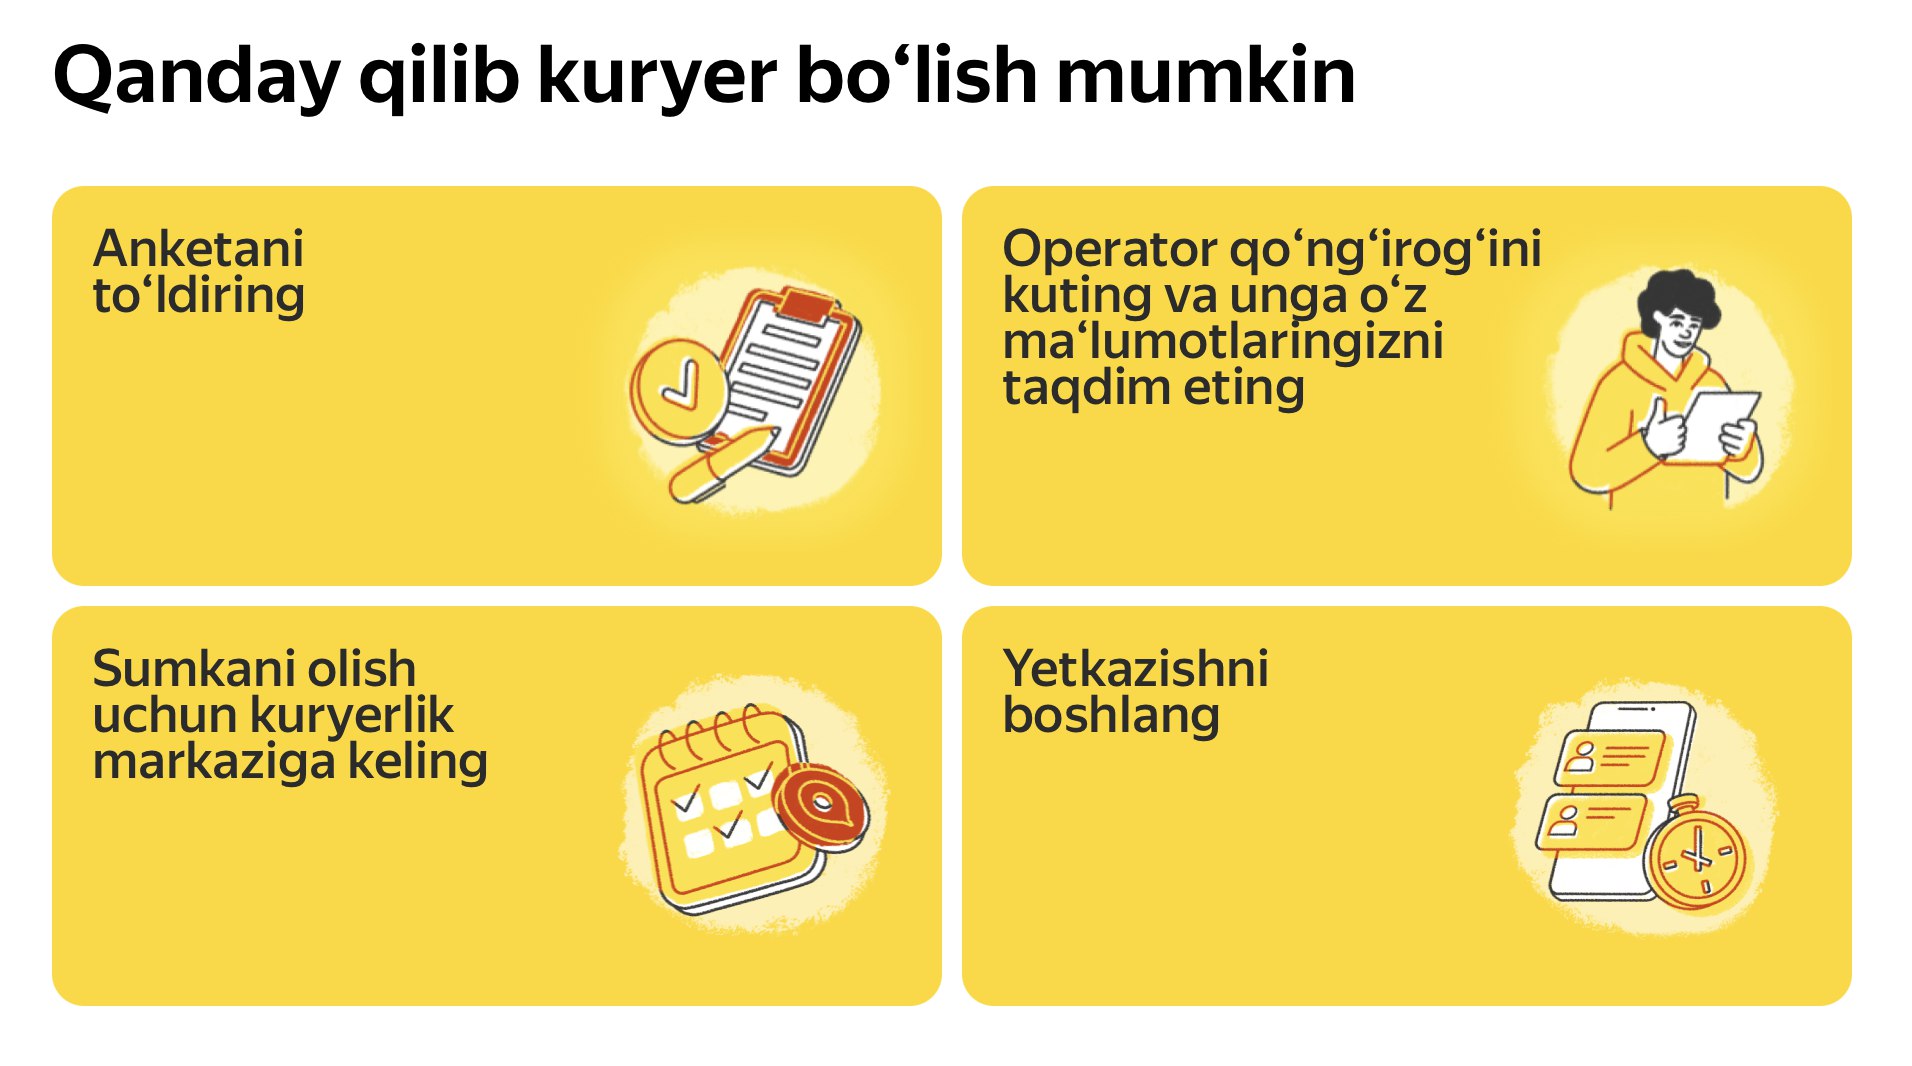 Qanday qilib kuryer bo‘lish mumkin
Anketani
to‘ldiring
Operator qo‘ng‘irog‘ini
kuting va unga o‘z
ma‘lumotlaringizni
taqdim eting
Sumkani olish
uchun kuryerlik
markaziga keling
Yetkazishni
boshlang